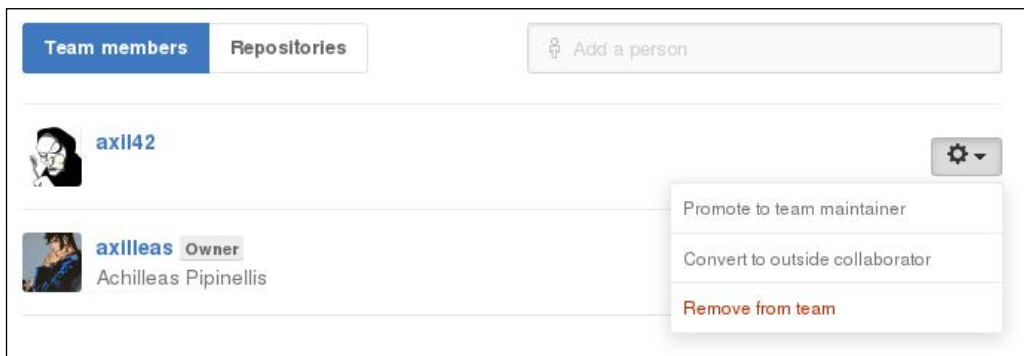 Team members Repositories Add a person
axil42
Promote to team maintainer
axilleas Owner
Achilleas Pipinellis
Convert to outside collaborator
Remove from team